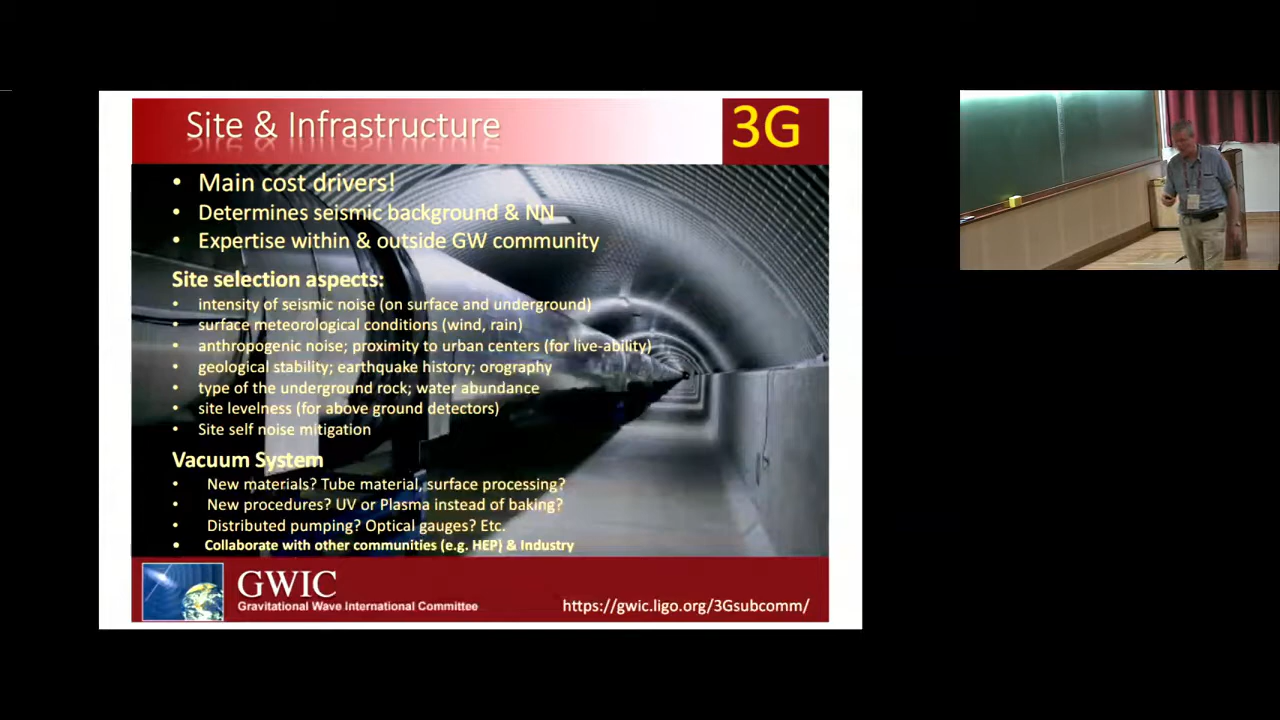 Site & Infrastructure
3G
• Main cost drivers!
• Determines seismic background & NN
• Expertise within & outside GW community
Site selection aspects:
• intensity of seismic noise (on surface and underground)
• surface meteorological conditions (wind, rain)
• anthropogenic noise; proximity to urban centers (for live-ability)
• geological stability; earthquake history; orography
• type of the underground rock; water abundance
• site levelness (for above ground detectors)
• Site self noise mitigation
Vacuum System
• New materials? Tube material, surface processing?
• New procedures? UV or Plasma instead of baking?
• Distributed pumping? Optical gauges? Etc.
• Collaborate with other communities (e.g. HEP) & Industry
GWIC
Gravitational Wave International Committee
https://gwic.ligo.org/3Gsubcomm/